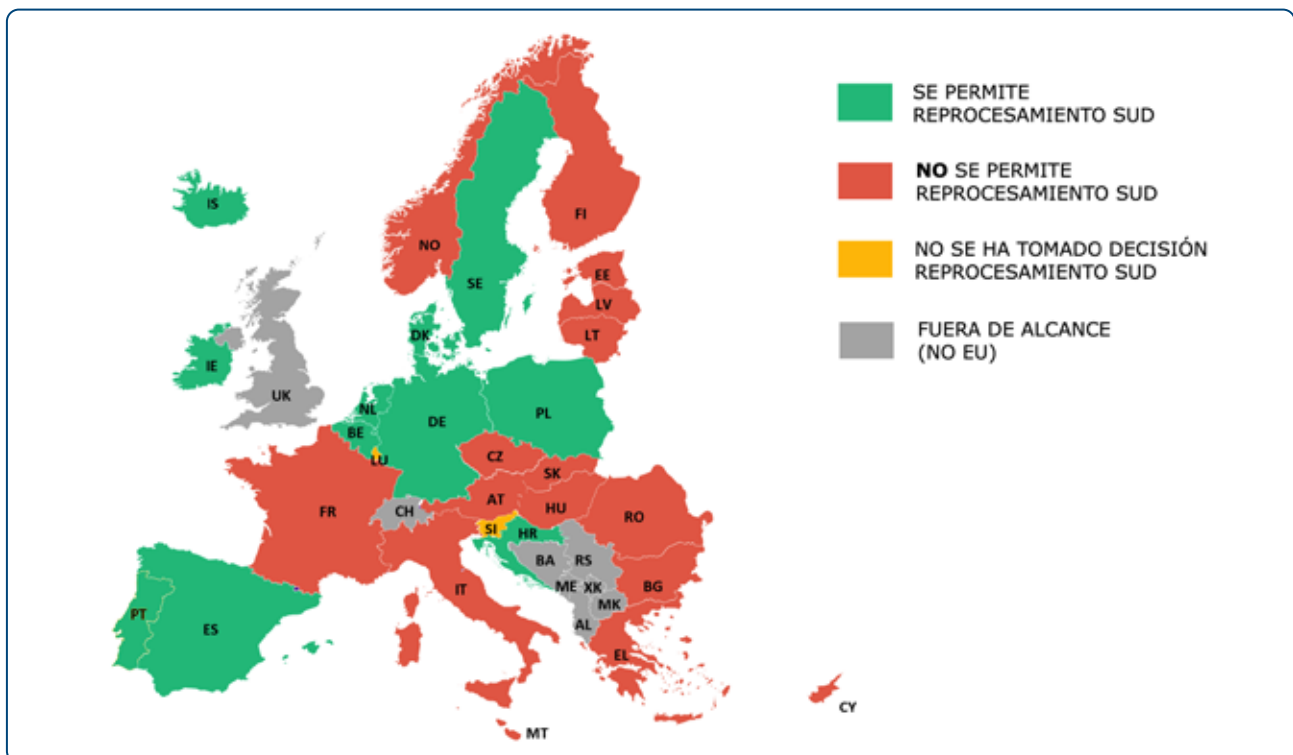 SE PERMITE
REPROCESAMIENTO SUD
NO SE PERMITE
REPROCESAMIENTO SUD
NO SE HA TOMADO DECISIÓN
REPROCESAMIENTO SUD
FUERA DE ALCANCE
(NO EU)
IS
NO
FI
SE
EE
LV
LT
DK
IE
UK
NL
BE
DE
PL
LU
CZ
SK
FR
CH
AT
HU
RO
SI
HR
BA
RS
ME
XK
MK
BG
AL
IT
PT
ES
EL
MT
CY